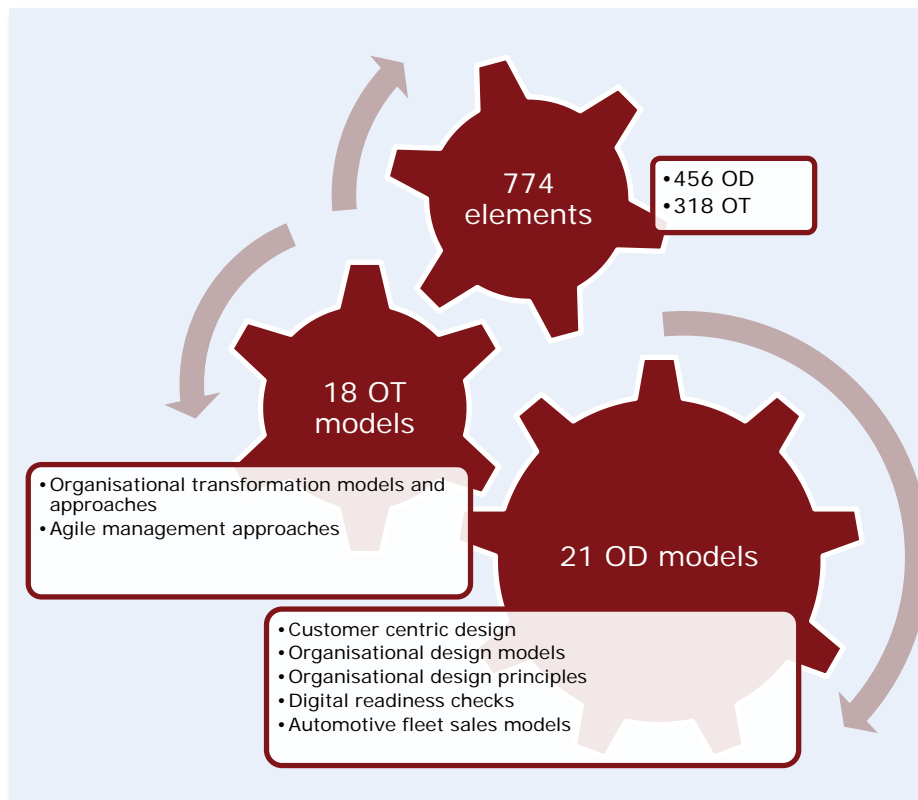 774
elements
•456 OD
•318 OT
18 OT
models
•Organisational transformation models and
approaches
•Agile management approaches
21 OD models
•Customer centric design
•Organisational design models
•Organisational design principles
•Digital readiness checks
•Automotive fleet sales models